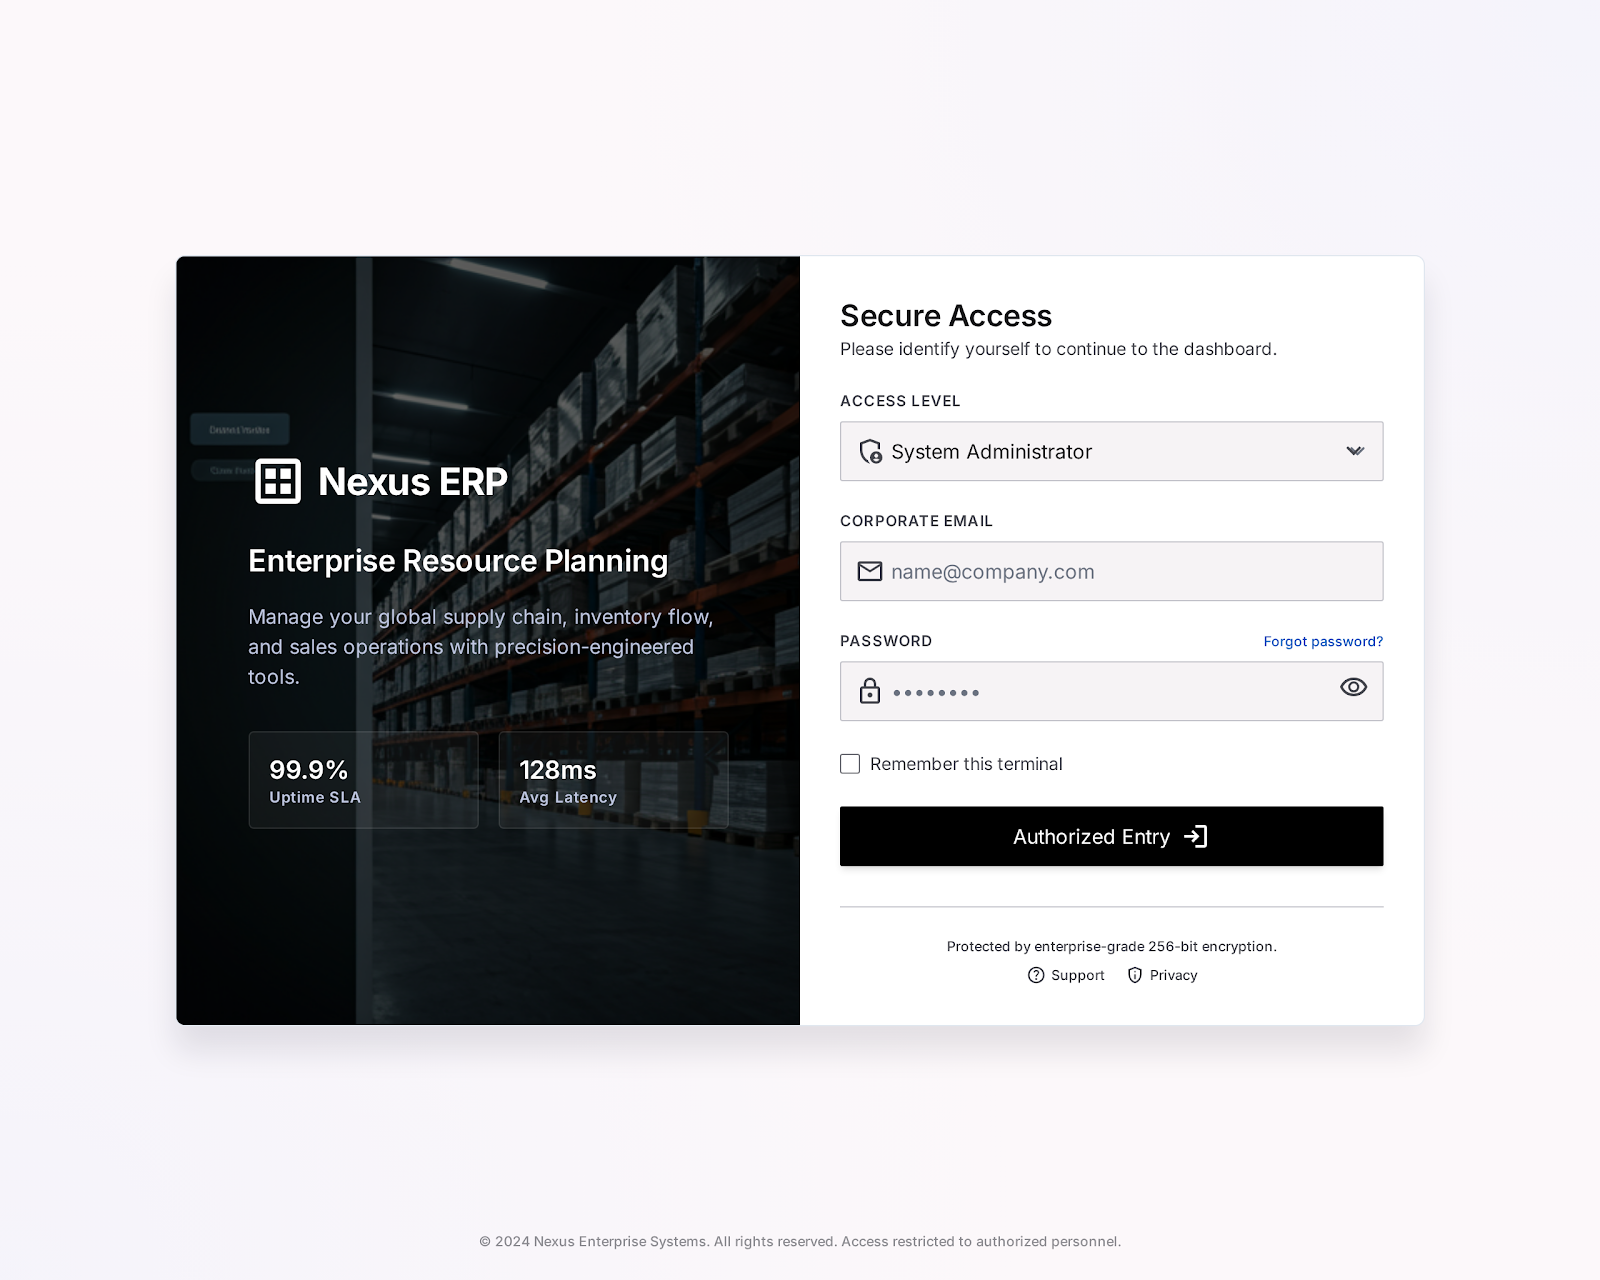 Nexus ERP
Enterprise Resource Planning
Manage your global supply chain, inventory flow,
and sales operations with precision-engineered
tools.
99.9%
Uptime SLA
128ms
Avg Latency
Secure Access
Please identify yourself to continue to the dashboard.
ACCESS LEVEL
System Administrator
CORPORATE EMAIL
name@company.com
PASSWORD
Forgot password?
••••••••
Remember this terminal
Authorized Entry
Protected by enterprise-grade 256-bit encryption.
Support
Privacy
© 2024 Nexus Enterprise Systems. All rights reserved. Access restricted to authorized personnel.